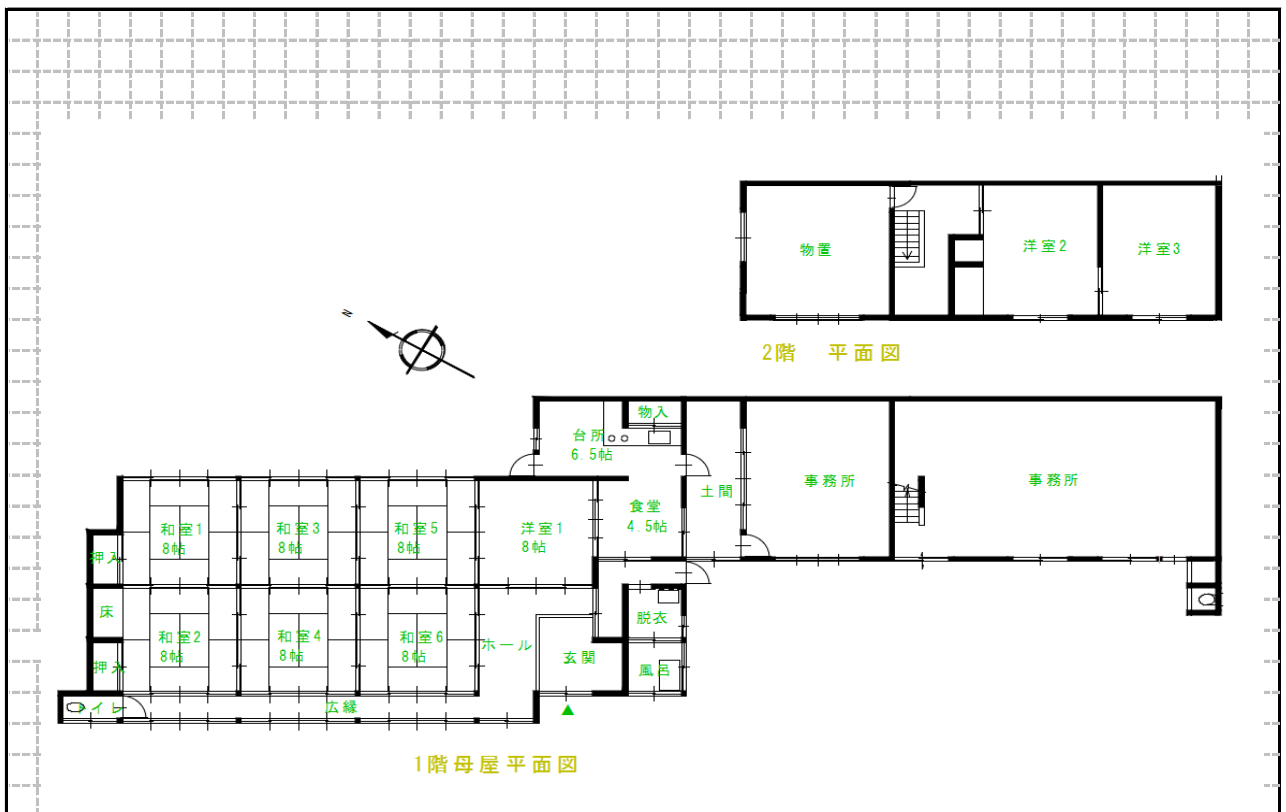 物置
洋室2
洋室3
2階 平面図
N
物入
台所
6.5帖
食堂
4.5帖
土間
事務所
事務所
和室1
8帖
和室3
8帖
和室5
8帖
洋室1
8帖
押入
床
押入
和室2
8帖
和室4
8帖
和室6
8帖
ホール
玄関
脱衣
風呂
トイレ
広縁
1階母屋平面図